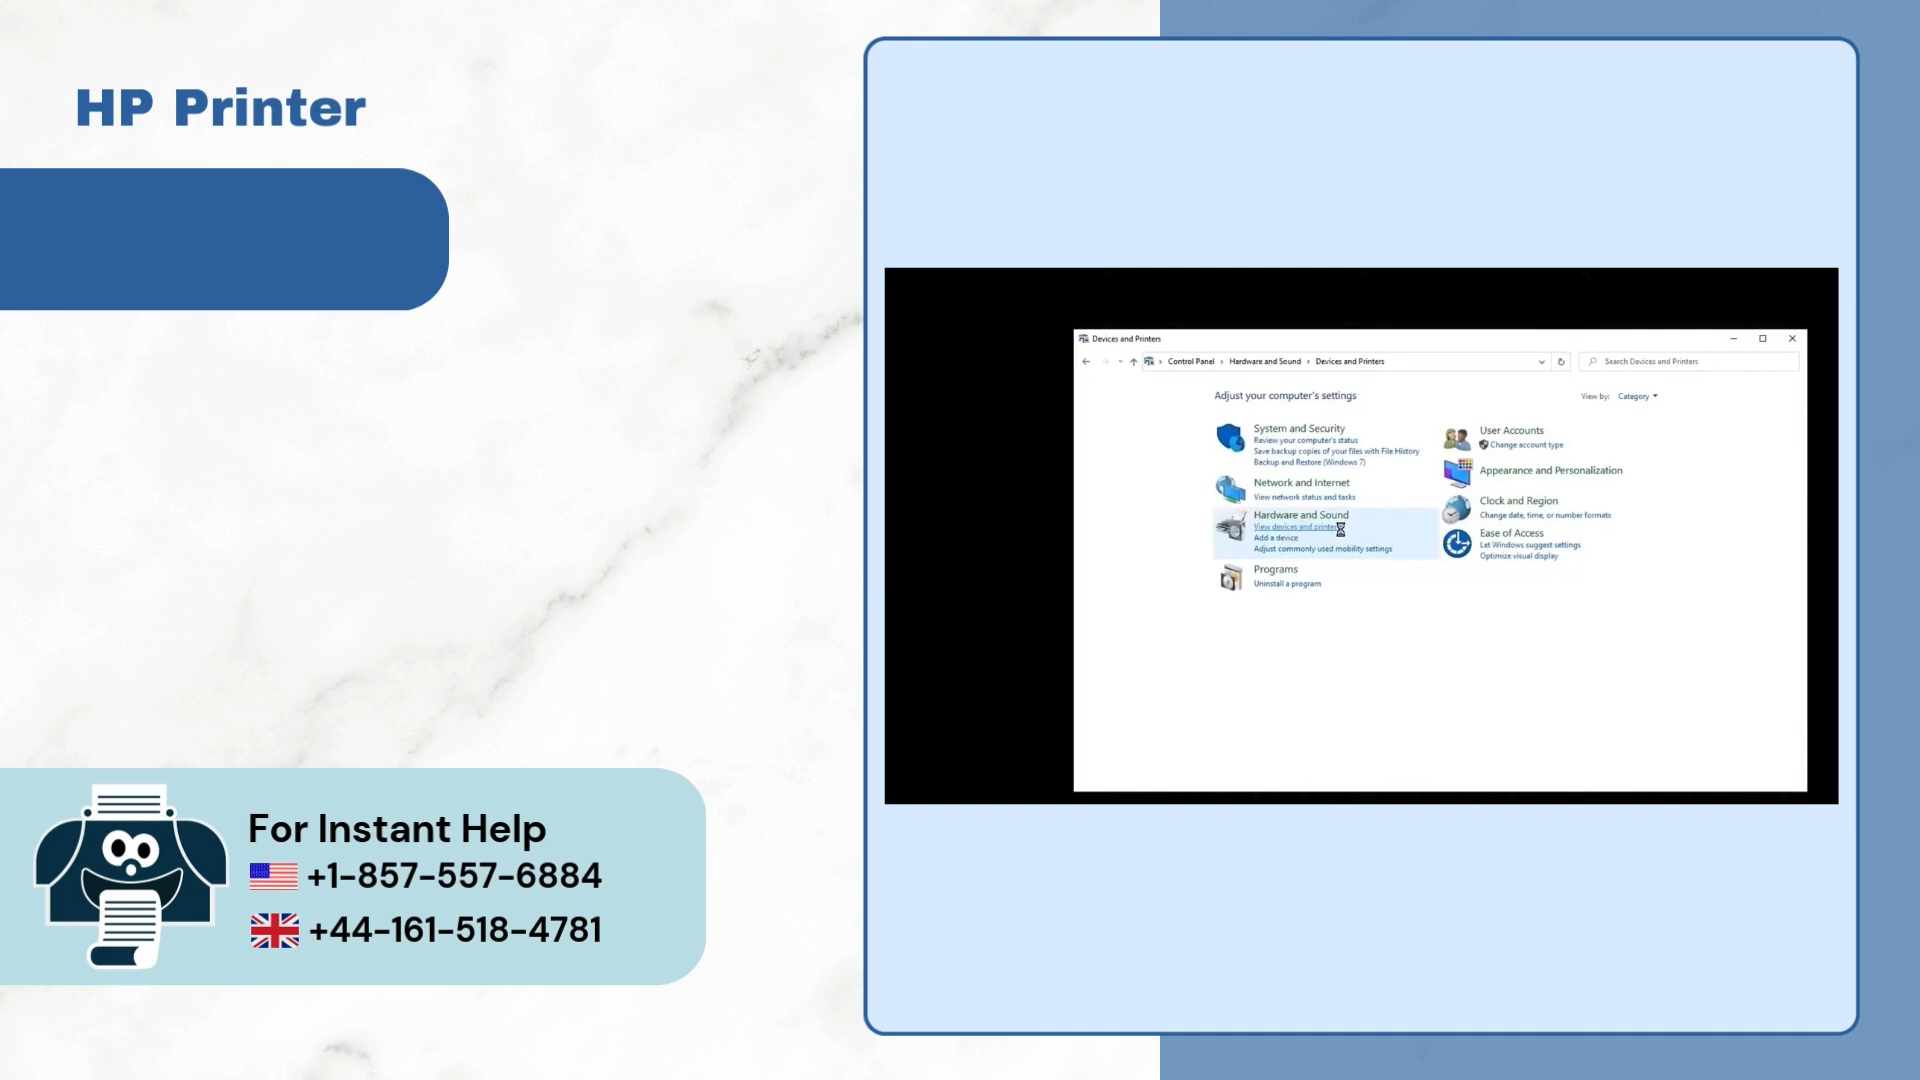 HP Printer
For Instant Help
+1-857-557-6884
+44-161-518-4781
Devices and Printers
Control Panel › Hardware and Sound › Devices and Printers
Search Devices and Printers
Adjust your computer's settings
View by: Category
System and Security
Review your computer's status
Save backup copies of your files with File History
Backup and Restore (Windows 7)
Network and Internet
View network status and tasks
Hardware and Sound
View devices and printers
Add a device
Adjust commonly used mobility settings
Programs
Uninstall a program
User Accounts
Change account type
Appearance and Personalization
Clock and Region
Change date, time, or number formats
Ease of Access
Let Windows suggest settings
Optimize visual display